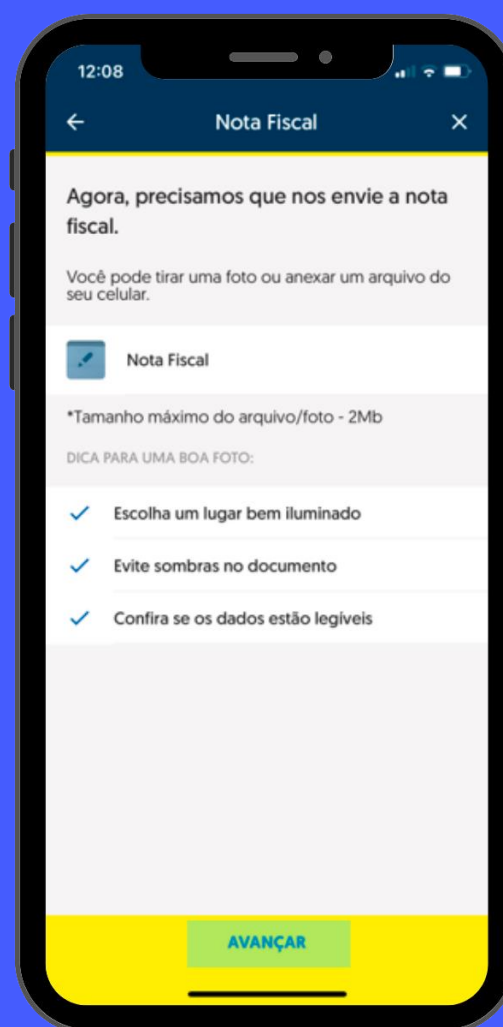 12:08
Nota Fiscal
Agora, precisamos que nos envie a nota
fiscal.
Você pode tirar uma foto ou anexar um arquivo do
seu celular.
Nota Fiscal
*Tamanho máximo do arquivo/foto - 2Mb
DICA PARA UMA BOA FOTO:
Escolha um lugar bem iluminado
Evite sombras no documento
Confira se os dados estão legíveis
AVANÇAR